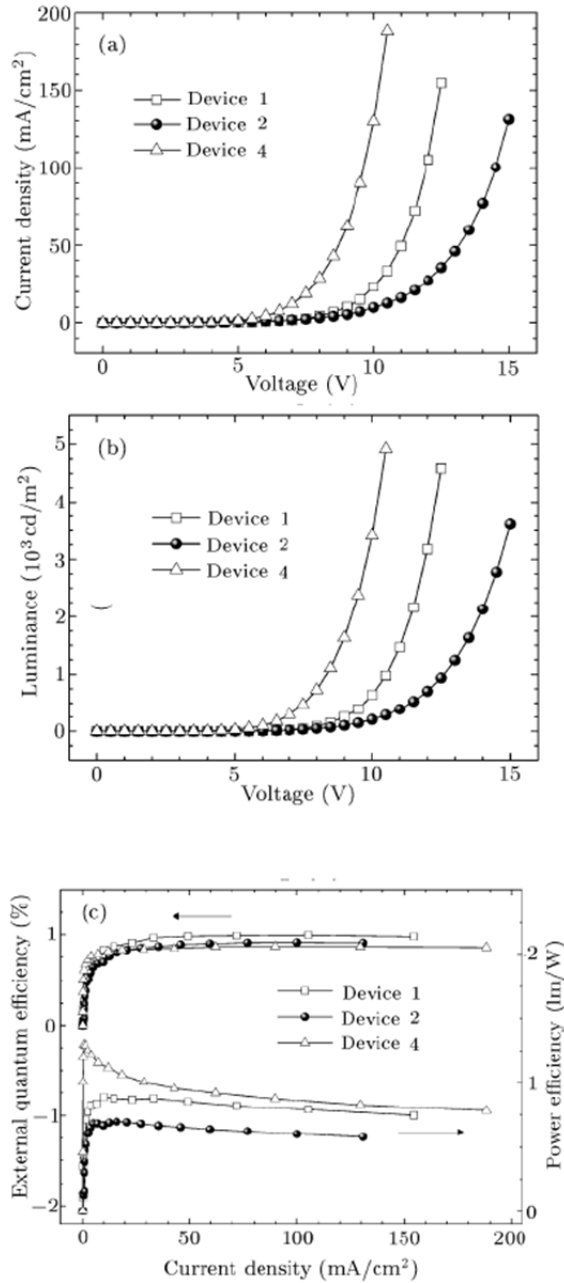 (a)
Device 1
Device 2
Device 4
Current density (mA/cm²)
200
150
100
50
0
0 5 10 15
Voltage (V)
(b)
Device 1
Device 2
Device 4
Luminance (10³ cd/m²)
5
4
3
2
1
0
0 5 10 15
Voltage (V)
(c)
Device 1
Device 2
Device 4
External quantum efficiency (%)
1
0
−1
−2
Power efficiency (lm/W)
2
1
0
0 50 100 150 200
Current density (mA/cm²)